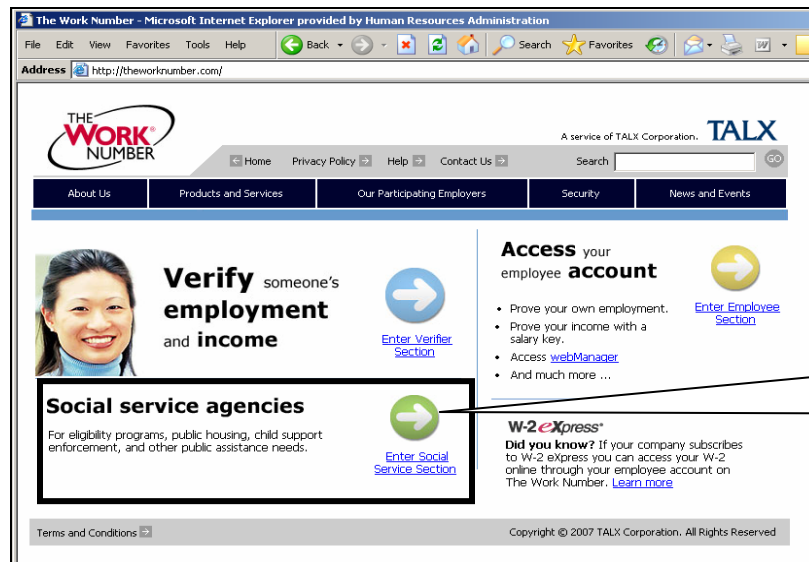 The Work Number - Microsoft Internet Explorer provided by Human Resources Administration
File Edit View Favorites Tools Help Back Search Favorites
Address http://theworknumber.com/
THE
WORK
NUMBER
A service of TALX Corporation. TALX
Home Privacy Policy Help Contact Us Search GO
About Us Products and Services Our Participating Employers Security News and Events
Verify someone's
employment
and income
Enter Verifier
Section
Access your
employee account
• Prove your own employment.
• Prove your income with a
salary key.
• Access webManager
• And much more ...
Enter Employee
Section
Social service agencies
For eligibility programs, public housing, child support
enforcement, and other public assistance needs.
Enter Social
Service Section
W-2 eXpress
Did you know? If your company subscribes
to W-2 eXpress you can access your W-2
online through your employee account on
The Work Number. Learn more
Terms and Conditions Copyright © 2007 TALX Corporation. All Rights Reserved